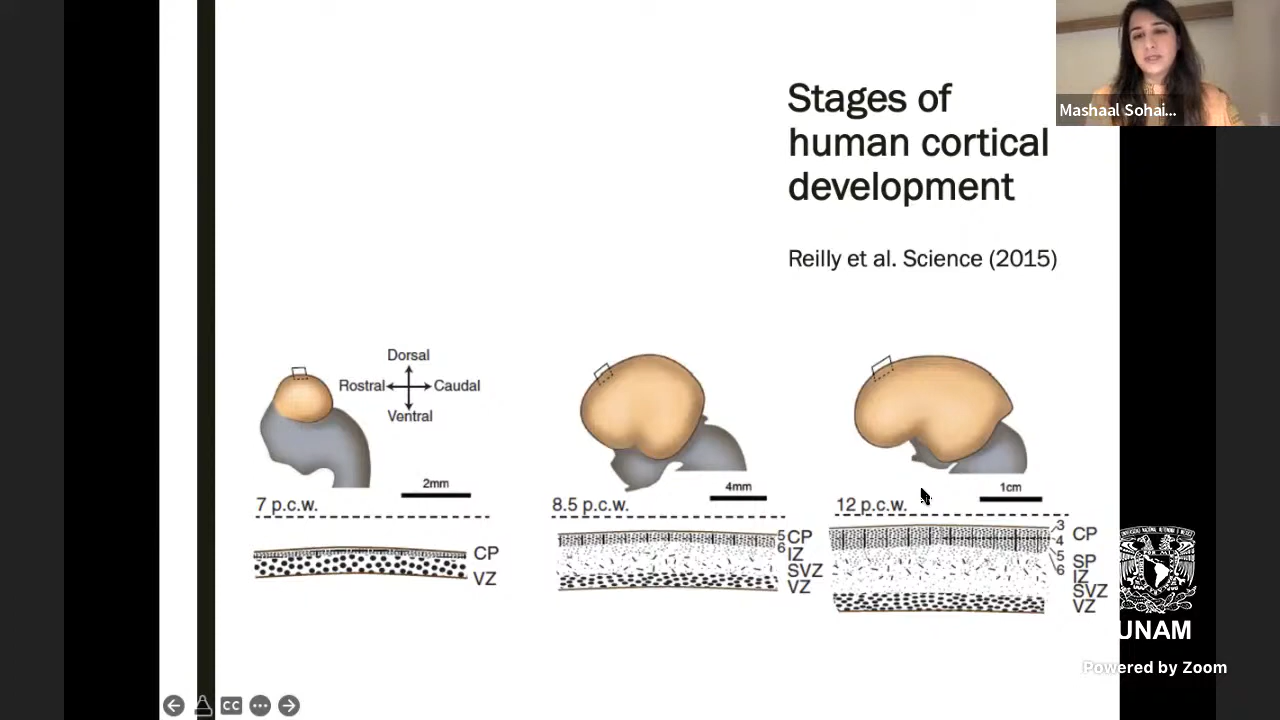 Stages of
human cortical
development
Reilly et al. Science (2015)
Mashaal Sohai...
Dorsal
Rostral Caudal
Ventral
2mm
4mm
1cm
7 p.c.w.
8.5 p.c.w.
12 p.c.w.
CP
VZ
5 CP
6 IZ
SVZ
VZ
3
4 CP
5 SP
6 IZ
SVZ
VZ
UNAM
Powered by Zoom
CC